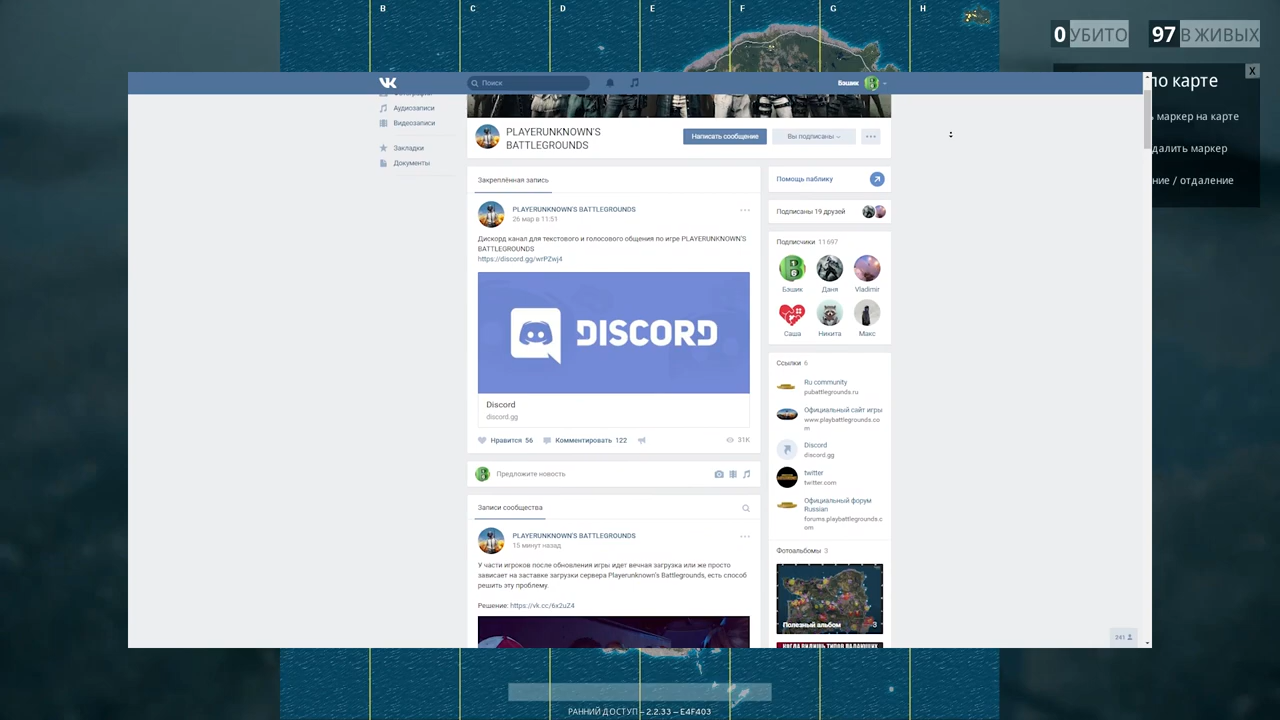 B C D E F G H
0 УБИТО 97 В ЖИВЫХ
X
по карте
маркер на карте
далить маркер
ние / отдаление
Поиск
Бэшик
Аудиозаписи
Видеозаписи
Закладки
Документы
PLAYERUNKNOWN'S
BATTLEGROUNDS
Написать сообщение
Вы подписаны
Закреплённая запись
PLAYERUNKNOWN'S BATTLEGROUNDS
26 мар в 11:51
Дискорд канал для текстового и голосового общения по игре PLAYERUNKNOWN'S
BATTLEGROUNDS
https://discord.gg/wrPZwj4
DISCORD
Discord
discord.gg
Нравится 56 Комментировать 122 31K
Предложите новость
Записи сообщества
PLAYERUNKNOWN'S BATTLEGROUNDS
15 минут назад
У части игроков после обновления игры идет вечная загрузка или же просто
зависает на заставке загрузки сервера Playerunknown's Battlegrounds, есть способ
решить эту проблему.
Решение: https://vk.cc/6x2uZ4
Помощь паблику
Подписаны 19 друзей
Подписчики 11 697
Бэшик Даня Vladimir
Саша Никита Макс
Ссылки 6
Ru community
pubattlegrounds.ru
Официальный сайт игры
www.playbattlegrounds.co
m
Discord
discord.gg
twitter
twitter.com
Официальный форум
Russian
forums.playbattlegrounds.c
om
Фотоальбомы 3
Полезный альбом 3
241
РАННИЙ ДОСТУП – 2.2.33 – E4F403